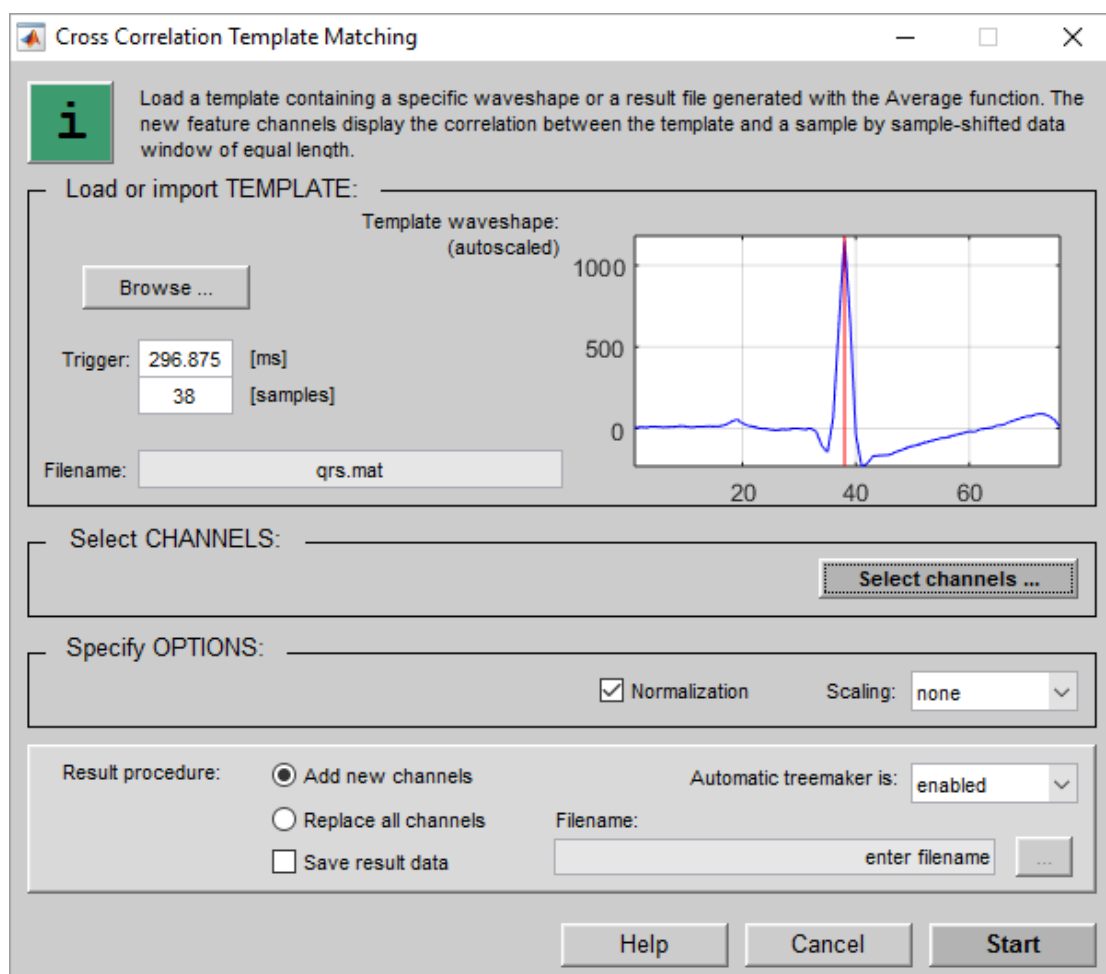 Cross Correlation Template Matching
i
Load a template containing a specific waveshape or a result file generated with the Average function. The
new feature channels display the correlation between the template and a sample by sample-shifted data
window of equal length.
Load or import TEMPLATE:
Template waveshape:
(autoscaled)
Browse ...
Trigger: 296.875 [ms]
38 [samples]
Filename: qrs.mat
1000
500
0
20 40 60
Select CHANNELS:
Select channels ...
Specify OPTIONS:
Normalization Scaling: none
Result procedure: Add new channels Automatic treemaker is: enabled
Replace all channels Filename:
Save result data enter filename ...
Help Cancel Start